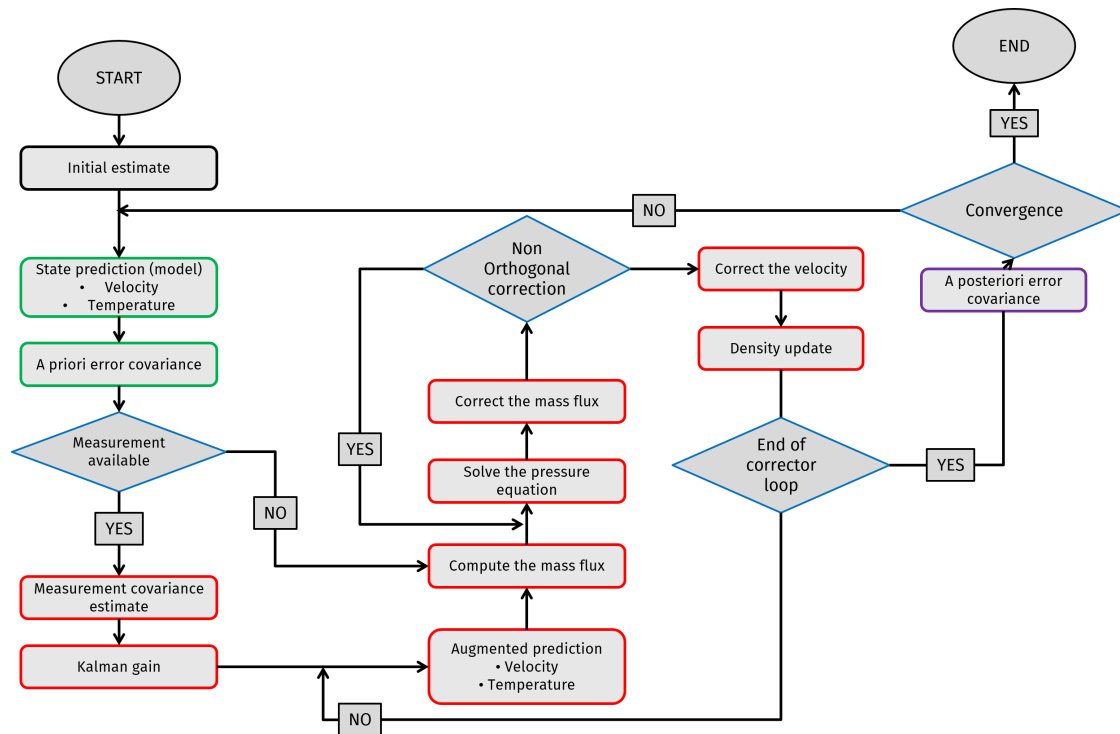 START
Initial estimate
State prediction (model)
• Velocity
• Temperature
A priori error covariance
Measurement
available
YES
NO
Measurement covariance
estimate
Kalman gain
Augmented prediction
• Velocity
• Temperature
Compute the mass flux
Solve the pressure
equation
Correct the mass flux
YES
Non
Orthogonal
correction
Correct the velocity
Density update
End of
corrector
loop
NO
YES
A posteriori error
covariance
Convergence
NO
YES
END